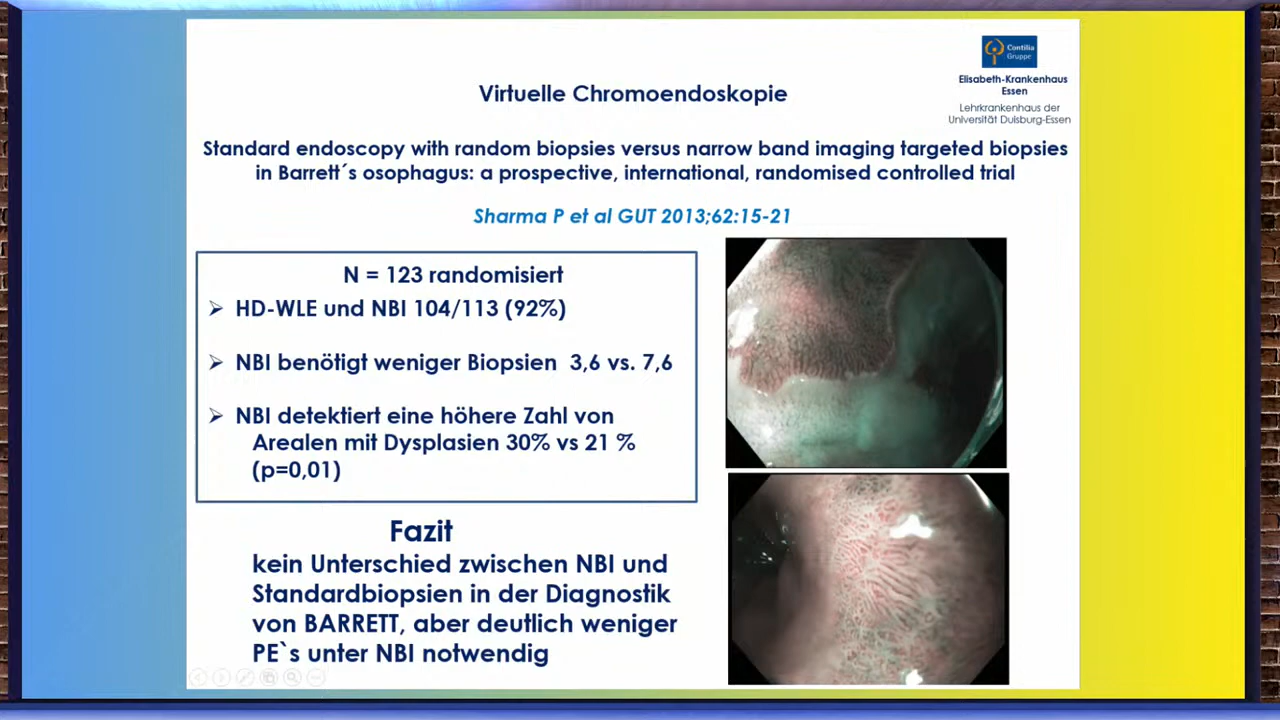 Contilia
Gruppe
Elisabeth-Krankenhaus
Essen
Lehrkrankenhaus der
Universität Duisburg-Essen
Virtuelle Chromoendoskopie
Standard endoscopy with random biopsies versus narrow band imaging targeted biopsies
in Barrett´s osophagus: a prospective, international, randomised controlled trial
Sharma P et al GUT 2013;62:15-21
N = 123 randomisiert
➢ HD-WLE und NBI 104/113 (92%)
➢ NBI benötigt weniger Biopsien 3,6 vs. 7,6
➢ NBI detektiert eine höhere Zahl von
Arealen mit Dysplasien 30% vs 21 %
(p=0,01)
Fazit
kein Unterschied zwischen NBI und
Standardbiopsien in der Diagnostik
von BARRETT, aber deutlich weniger
PE`s unter NBI notwendig